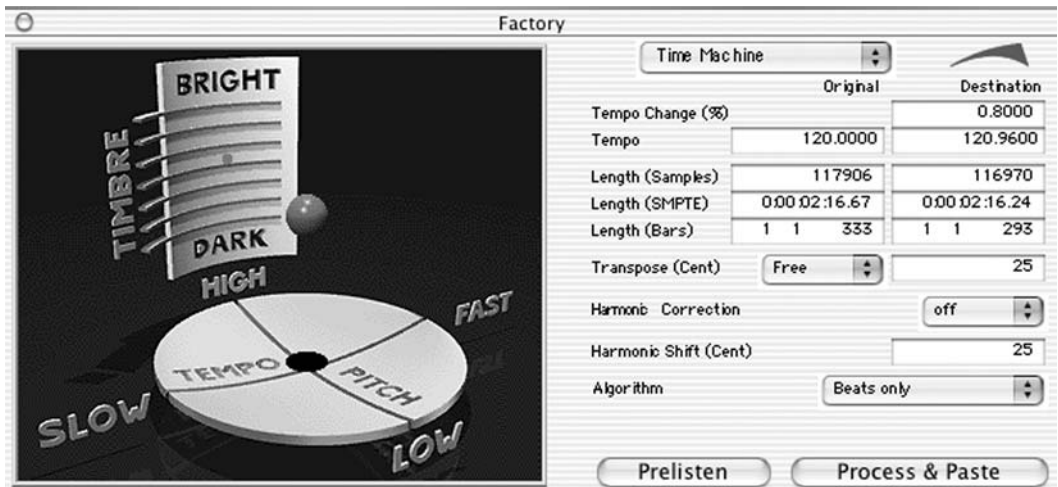 Factory
BRIGHT
TIMBRE
DARK
HIGH
FAST
TEMPO
PITCH
SLOW
LOW
Time Machine
Original Destination
Tempo Change (%) 0.8000
Tempo 120.0000 120.9600
Length (Samples) 117906 116970
Length (SMPTE) 0:00:02:16.67 0:00:02:16.24
Length (Bars) 1 1 333 1 1 293
Transpose (Cent) Free 25
Harmonic Correction off
Harmonic Shift (Cent) 25
Algorithm Beats only
Prelisten Process & Paste